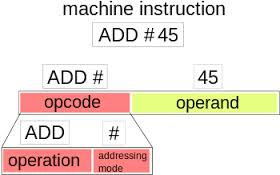 machine instruction
ADD #45
ADD # 45
opcode operand
ADD #
operation addressing mode